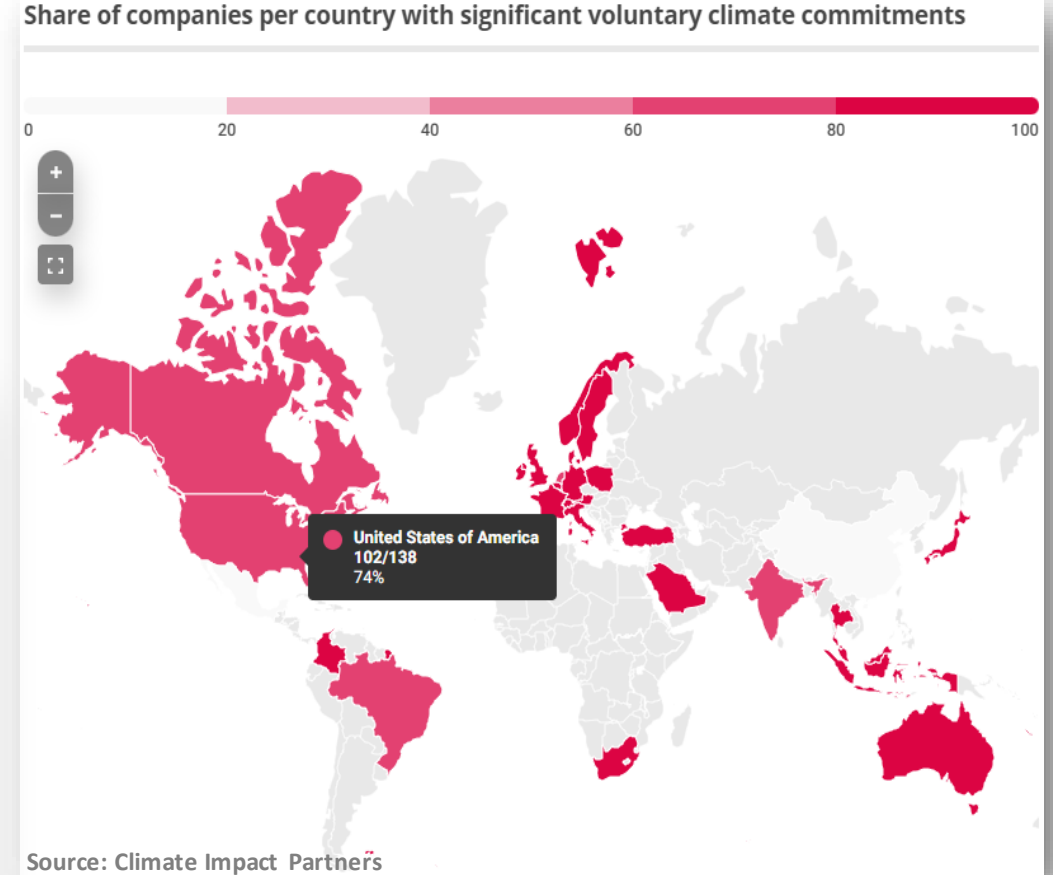 Share of companies per country with significant voluntary climate commitments
0 20 40 60 80 100
+
−
United States of America
102/138
74%
Source: Climate Impact Partners